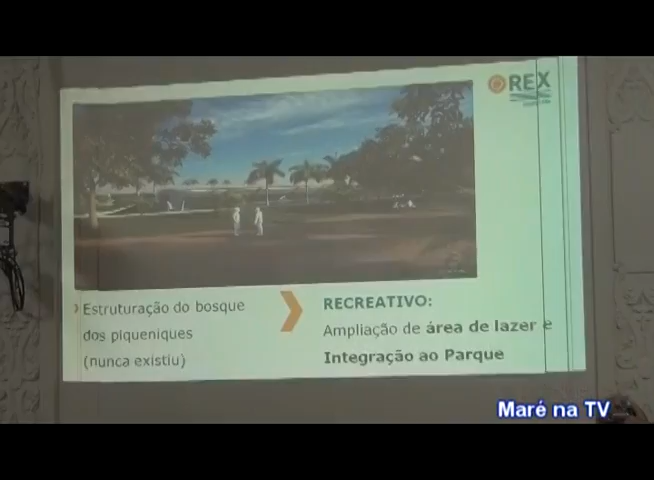 REX
Estruturação do bosque
dos piqueniques
(nunca existiu)
RECREATIVO:
Ampliação de área de lazer e
Integração ao Parque
Maré na TV